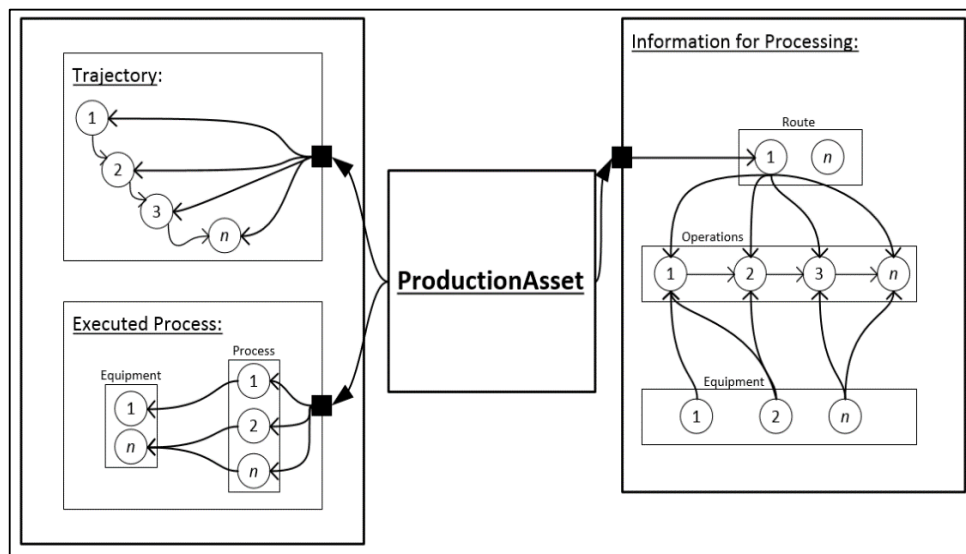 Trajectory:
1
2
3
n
Executed Process:
Process
Equipment
1
1
2
n
n
ProductionAsset
Information for Processing:
Route
1 n
Operations
1 2 3 n
Equipment
1 2 n